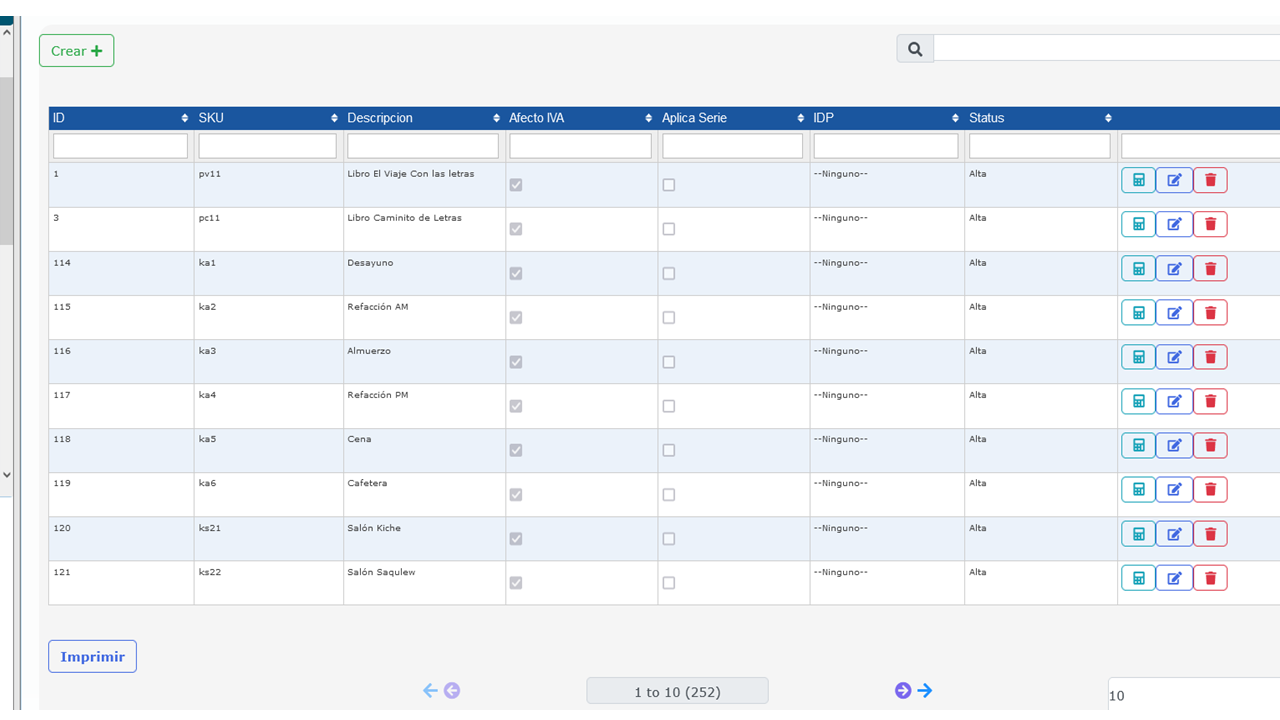 Crear
ID SKU Descripcion Afecto IVA Aplica Serie IDP Status
1 pv11 Libro El Viaje Con las letras --Ninguno-- Alta
3 pc11 Libro Caminito de Letras --Ninguno-- Alta
114 ka1 Desayuno --Ninguno-- Alta
115 ka2 Refacción AM --Ninguno-- Alta
116 ka3 Almuerzo --Ninguno-- Alta
117 ka4 Refacción PM --Ninguno-- Alta
118 ka5 Cena --Ninguno-- Alta
119 ka6 Cafetera --Ninguno-- Alta
120 ks21 Salón Kiche --Ninguno-- Alta
121 ks22 Salón Saqulew --Ninguno-- Alta
Imprimir
1 to 10 (252)
10